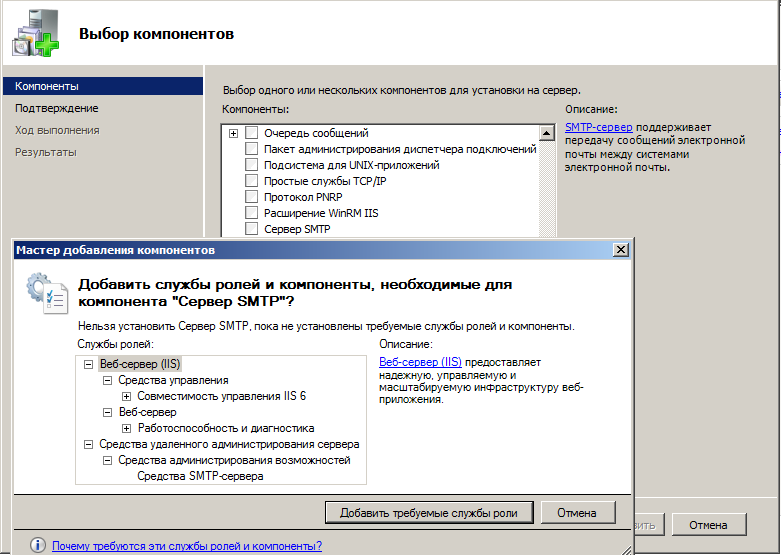 Выбор компонентов
Компоненты
Подтверждение
Ход выполнения
Результаты
Выбор одного или нескольких компонентов для установки на сервер.
Компоненты:
Очередь сообщений
Пакет администрирования диспетчера подключений
Подсистема для UNIX-приложений
Простые службы TCP/IP
Протокол PNRP
Расширение WinRM IIS
Сервер SMTP
Описание:
SMTP-сервер поддерживает
передачу сообщений электронной
почты между системами
электронной почты.
Мастер добавления компонентов
Добавить службы ролей и компоненты, необходимые для
компонента "Сервер SMTP"?
Нельзя установить Сервер SMTP, пока не установлены требуемые службы ролей и компоненты.
Службы ролей:
Веб-сервер (IIS)
Средства управления
Совместимость управления IIS 6
Веб-сервер
Работоспособность и диагностика
Средства удаленного администрирования сервера
Средства администрирования возможностей
Средства SMTP-сервера
Описание:
Веб-сервер (IIS) предоставляет
надежную, управляемую и
масштабируемую инфраструктуру веб-
приложения.
Добавить требуемые службы роли
Отмена
Почему требуются эти службы ролей и компоненты?
Отмена